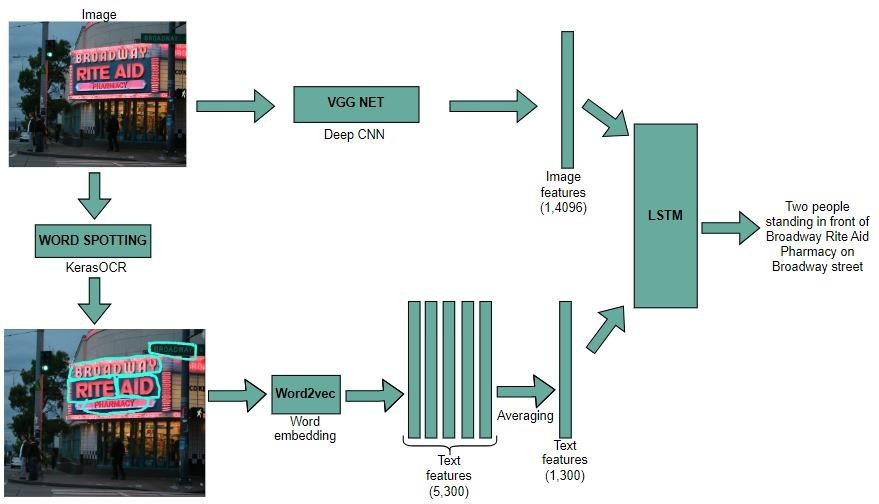 Image
BROADWAY
BROADWAY
RITE AID
PHARMACY
VGG NET
Deep CNN
Image
features
(1,4096)
LSTM
Two people
standing in front of
Broadway Rite Aid
Pharmacy on
Broadway street
WORD SPOTTING
KerasOCR
BROADWAY
BROADWAY
RITE AID
PHARMACY
Word2vec
Word
embedding
Text
features
(5,300)
Averaging
Text
features
(1,300)